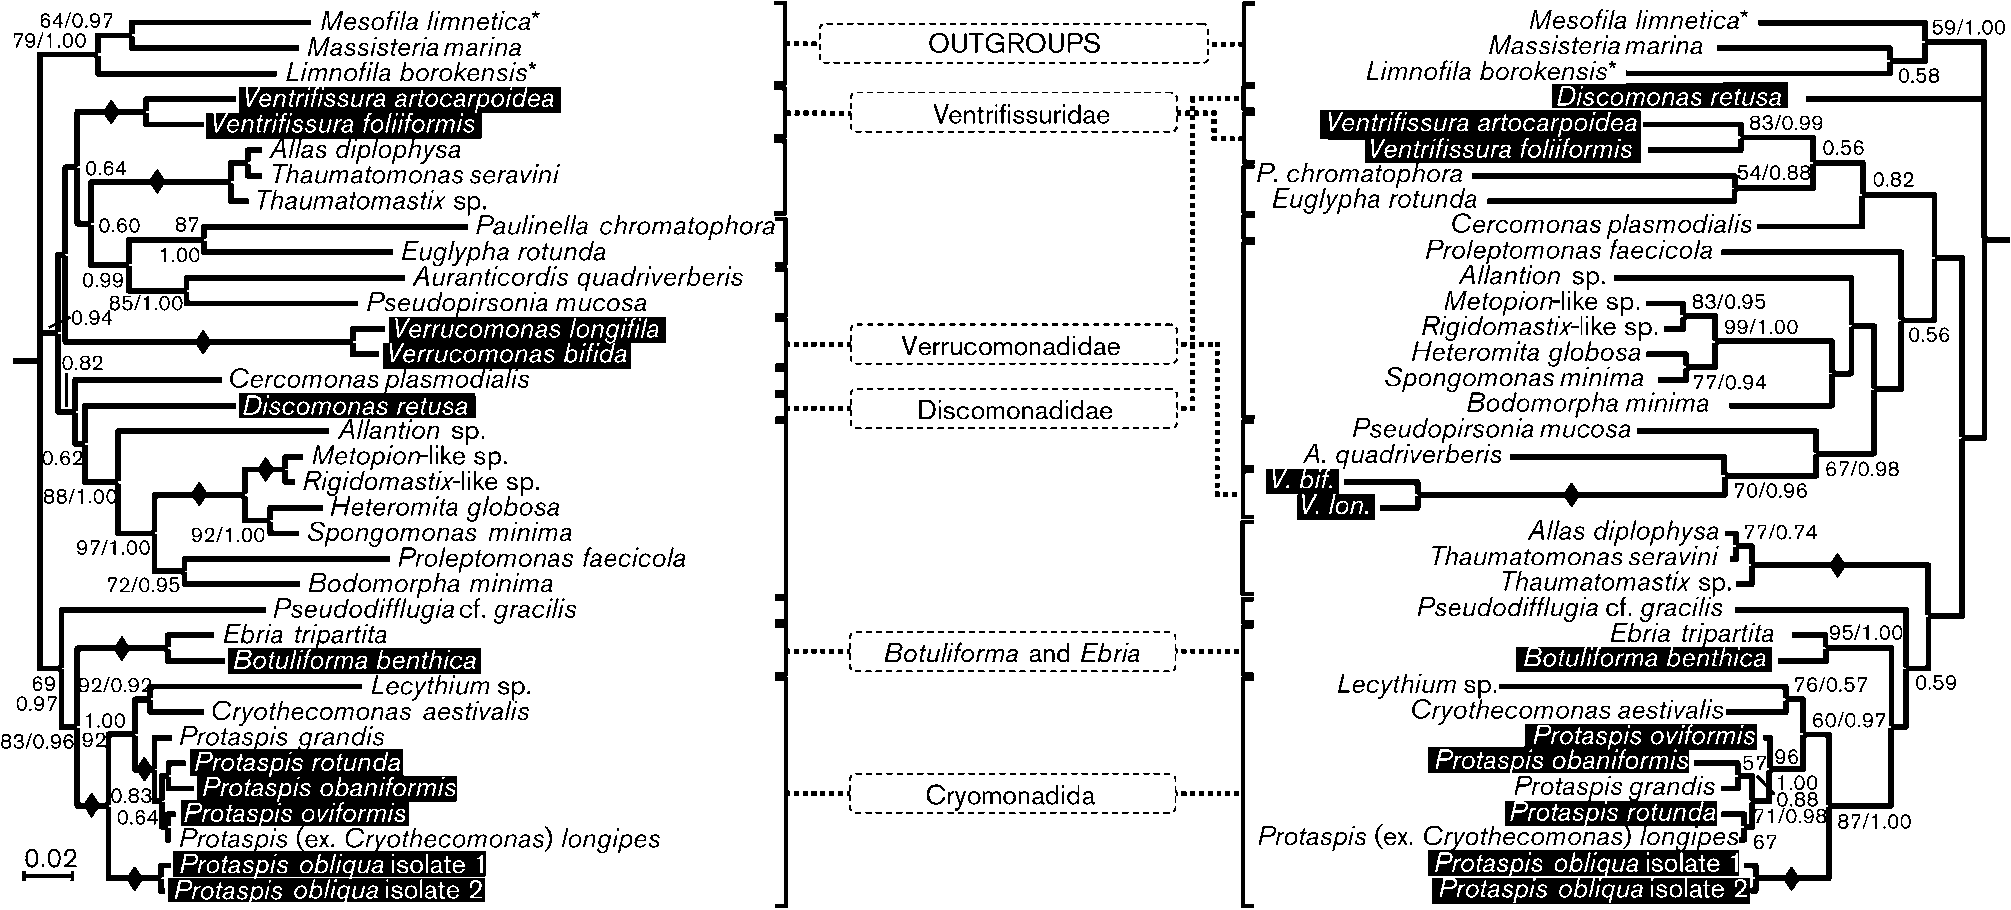 64/0.97
Mesofila limnetica*
79/1.00
Massisteria marina
Limnofila borokensis*
Ventrifissura artocarpoidea
Ventrifissura foliiformis
Allas diplophysa
0.64
Thaumatomonas seravini
Thaumatomastix sp.
0.60
87
Paulinella chromatophora
1.00
Euglypha rotunda
0.99
Auranticordis quadriverberis
85/1.00
Pseudopirsonia mucosa
0.94
Verrucomonas longifila
Verrucomonas bifida
0.82
Cercomonas plasmodialis
Discomonas retusa
Allantion sp.
0.62
Metopion-like sp.
Rigidomastix-like sp.
88/1.00
Heteromita globosa
92/1.00
Spongomonas minima
97/1.00
Proleptomonas faecicola
72/0.95
Bodomorpha minima
Pseudodifflugia cf. gracilis
Ebria tripartita
Botuliforma benthica
69
0.97
92/0.92
Lecythium sp.
Cryothecomonas aestivalis
1.00
92
83/0.96
Protaspis grandis
Protaspis rotunda
Protaspis obaniformis
0.83
Protaspis oviformis
0.64
Protaspis (ex. Cryothecomonas) longipes
0.02
Protaspis obliqua isolate 1
Protaspis obliqua isolate 2
OUTGROUPS
Ventrifissuridae
Verrucomonadidae
Discomonadidae
Botuliforma and Ebria
Cryomonadida
Mesofila limnetica*
59/1.00
Massisteria marina
Limnofila borokensis*
0.58
Discomonas retusa
Ventrifissura artocarpoidea
83/0.99
Ventrifissura foliiformis
0.56
P. chromatophora
54/0.88
0.82
Euglypha rotunda
Cercomonas plasmodialis
Proleptomonas faecicola
Allantion sp.
Metopion-like sp.
83/0.95
Rigidomastix-like sp.
99/1.00
0.56
Heteromita globosa
Spongomonas minima
77/0.94
Bodomorpha minima
Pseudopirsonia mucosa
A. quadriverberis
67/0.98
V. bif.
70/0.96
V. lon.
Allas diplophysa
77/0.74
Thaumatomonas seravini
Thaumatomastix sp.
Pseudodifflugia cf. gracilis
Ebria tripartita
95/1.00
Botuliforma benthica
0.59
Lecythium sp.
76/0.57
Cryothecomonas aestivalis
60/0.97
Protaspis oviformis
96
Protaspis obaniformis
57
1.00
Protaspis grandis
0.88
Protaspis rotunda
71/0.98
87/1.00
Protaspis (ex. Cryothecomonas) longipes
67
Protaspis obliqua isolate 1
Protaspis obliqua isolate 2